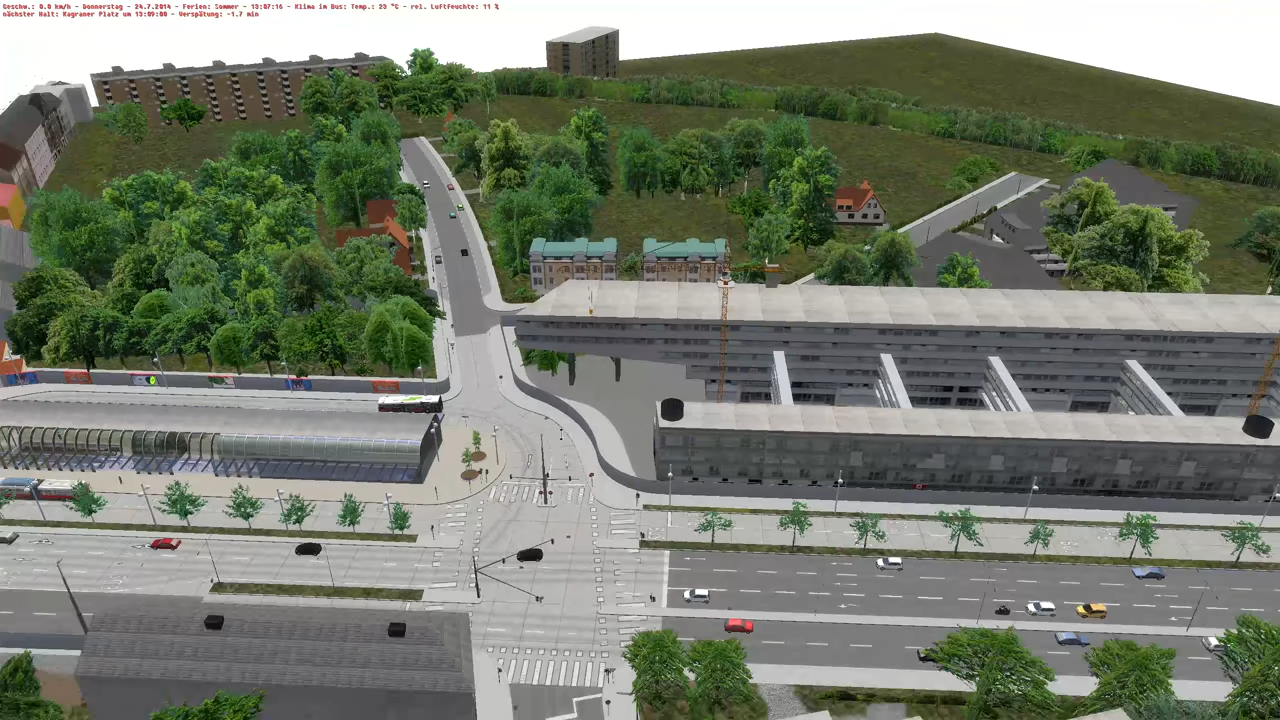 Geschw.: 0.0 km/h - Donnerstag - 24.7.2014 - Ferien: Sommer - 13:07:16 - Klima im Bus: Temp.: 23 °C - rel. Luftfeuchte: 11 %
nächster Halt: Kagraner Platz um 13:09:00 - Verspätung: -1.7 min